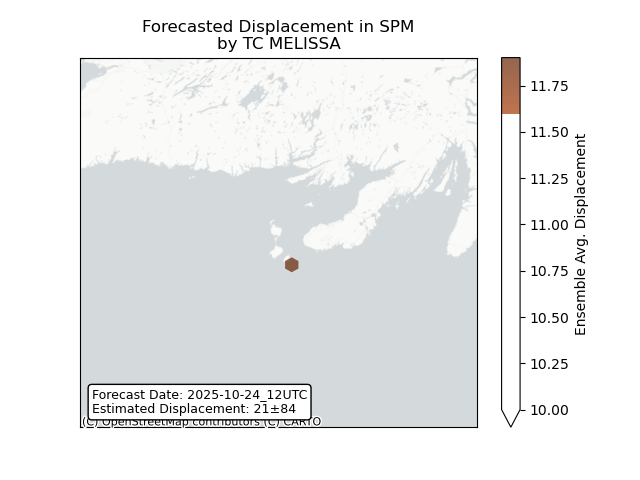 Forecasted Displacement in SPM
by TC MELISSA
11.75
11.50
11.25
11.00
10.75
10.50
10.25
10.00
Ensemble Avg. Displacement
Forecast Date: 2025-10-24_12UTC
Estimated Displacement: 21±84
(C) OpenStreetMap contributors (C) CARTO